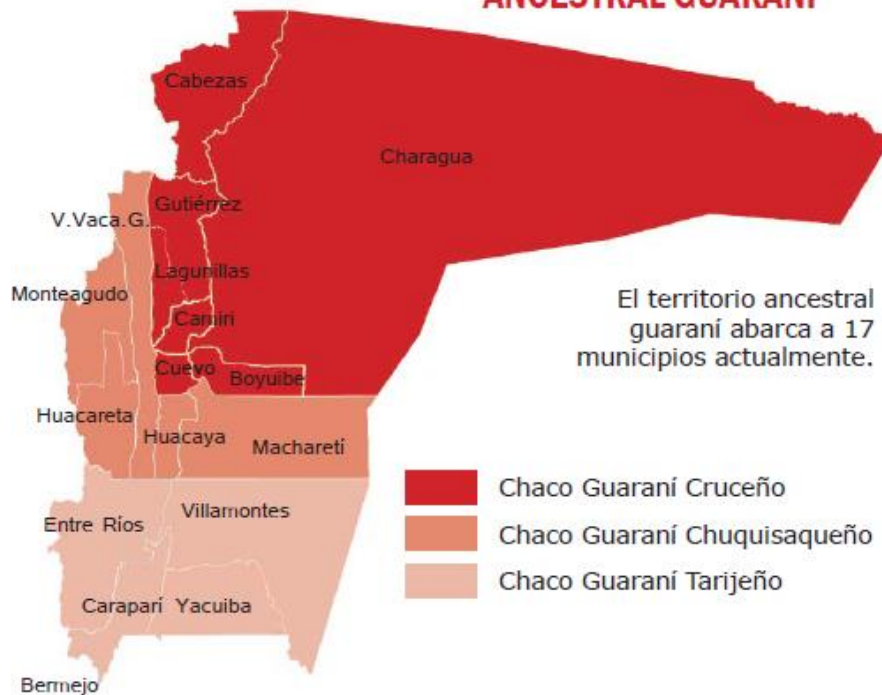 ANCESTRAL GUARANÍ
Cabezas
Charagua
Gutiérrez
V.Vaca.G.
Lagunillas
Monteagudo
Camiri
El territorio ancestral
guaraní abarca a 17
municipios actualmente.
Cuevo
Boyuibe
Huacareta
Huacaya
Macharetí
Chaco Guaraní Cruceño
Villamontes
Entre Ríos
Chaco Guaraní Chuquisaqueño
Chaco Guaraní Tarijeño
Caraparí
Yacuiba
Bermejo